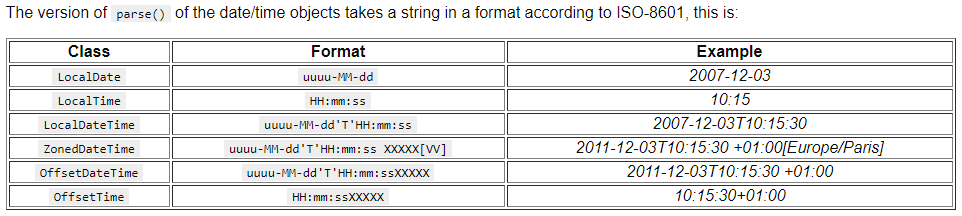 The version of parse() of the date/time objects takes a string in a format according to ISO-8601, this is:
Class Format Example
LocalDate uuuu-MM-dd 2007-12-03
LocalTime HH:mm:ss 10:15
LocalDateTime uuuu-MM-dd'T'HH:mm:ss 2007-12-03T10:15:30
ZonedDateTime uuuu-MM-dd'T'HH:mm:ss XXXXX[VV] 2011-12-03T10:15:30 +01:00[Europe/Paris]
OffsetDateTime uuuu-MM-dd'T'HH:mm:ssXXXXX 2011-12-03T10:15:30 +01:00
OffsetTime HH:mm:ssXXXXX 10:15:30+01:00